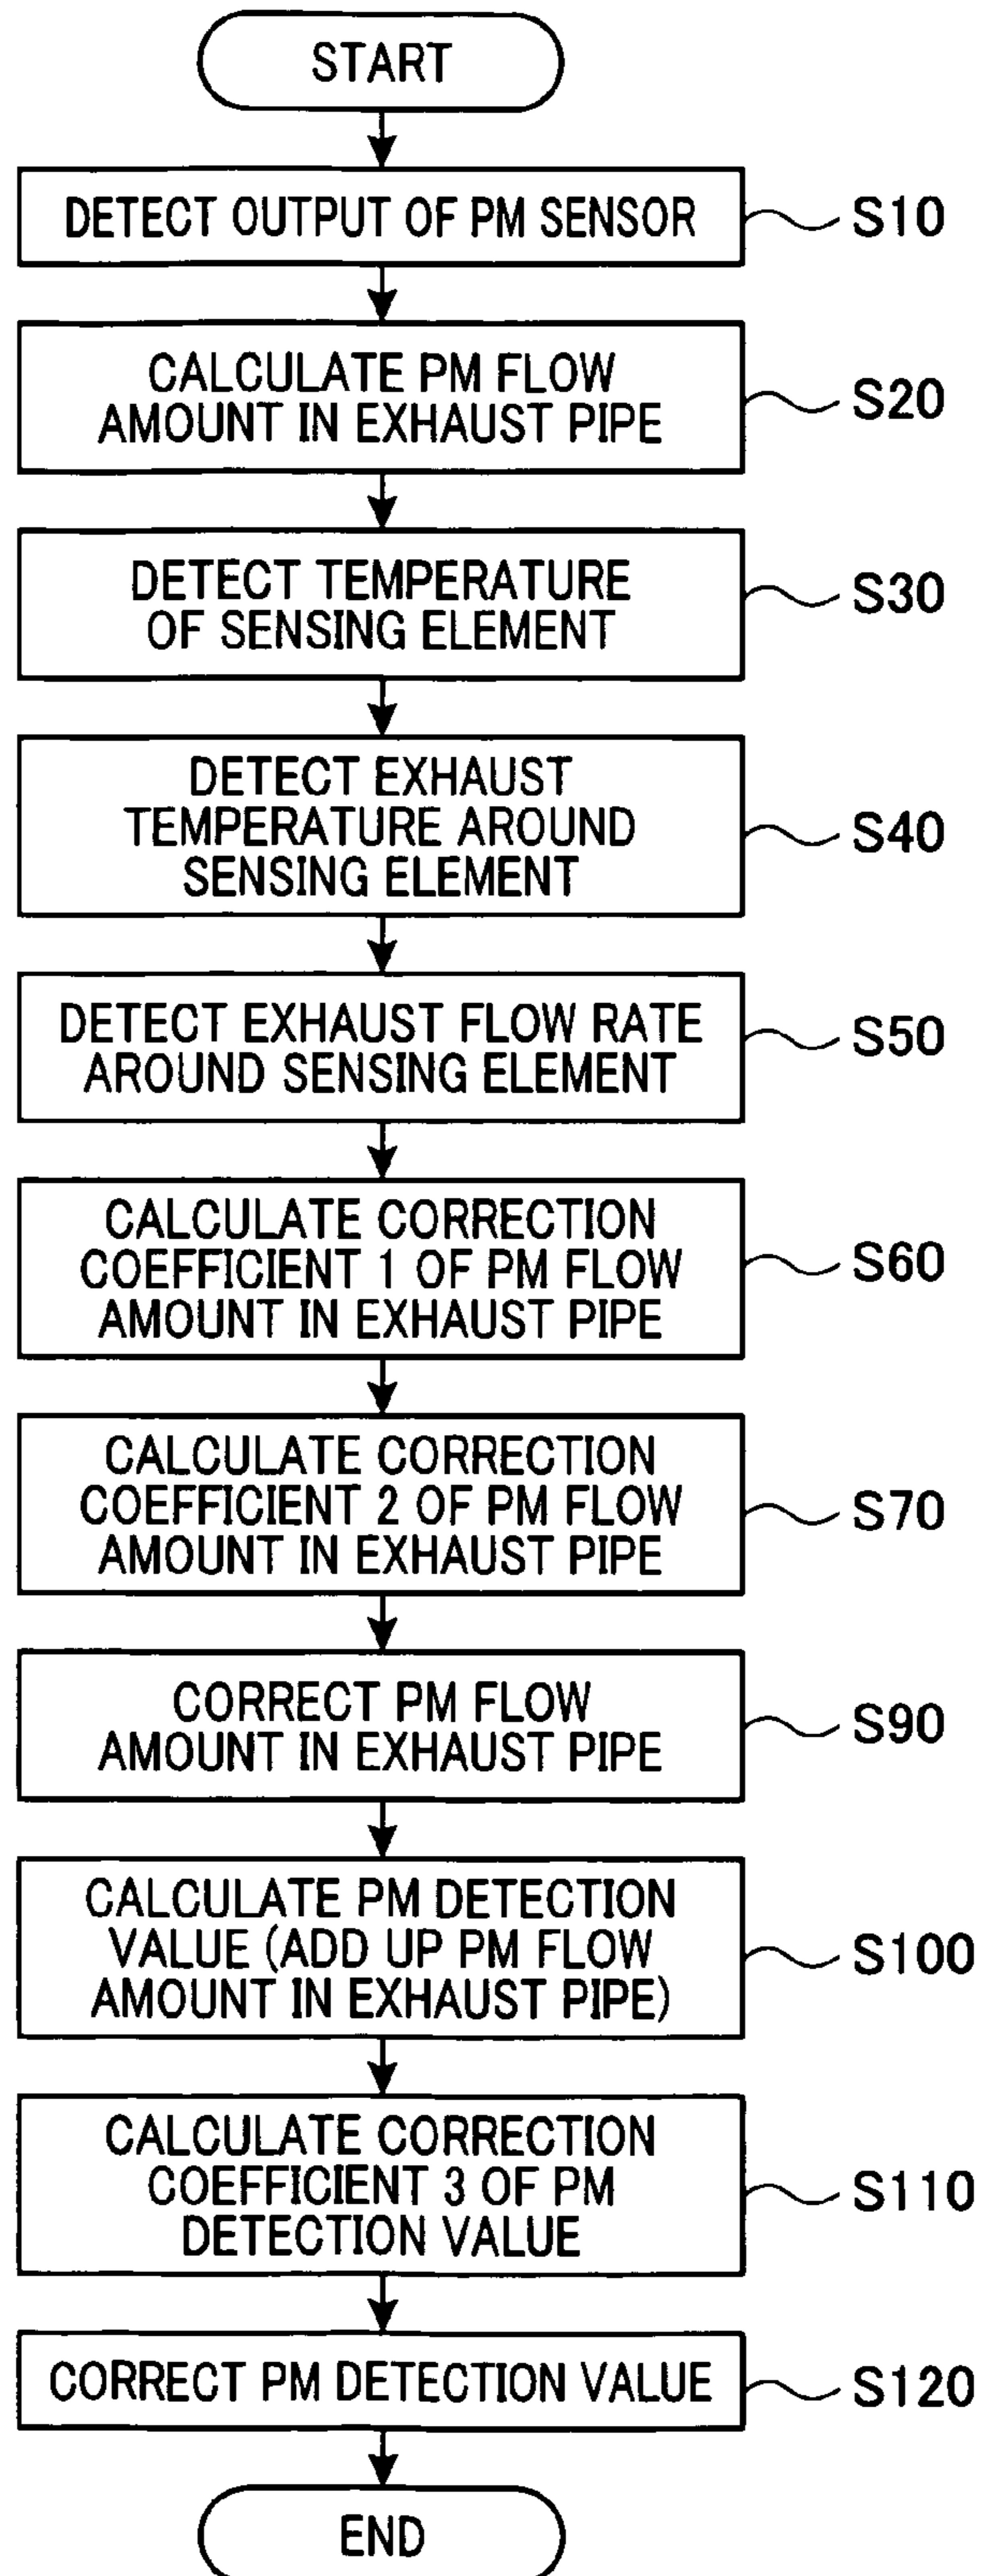 START
DETECT OUTPUT OF PM SENSOR
S10
CALCULATE PM FLOW
AMOUNT IN EXHAUST PIPE
S20
DETECT TEMPERATURE
OF SENSING ELEMENT
S30
DETECT EXHAUST
TEMPERATURE AROUND
SENSING ELEMENT
S40
DETECT EXHAUST FLOW RATE
AROUND SENSING ELEMENT
S50
CALCULATE CORRECTION
COEFFICIENT 1 OF PM FLOW
AMOUNT IN EXHAUST PIPE
S60
CALCULATE CORRECTION
COEFFICIENT 2 OF PM FLOW
AMOUNT IN EXHAUST PIPE
S70
CORRECT PM FLOW
AMOUNT IN EXHAUST PIPE
S90
CALCULATE PM DETECTION
VALUE (ADD UP PM FLOW
AMOUNT IN EXHAUST PIPE)
S100
CALCULATE CORRECTION
COEFFICIENT 3 OF PM
DETECTION VALUE
S110
CORRECT PM DETECTION VALUE
S120
END